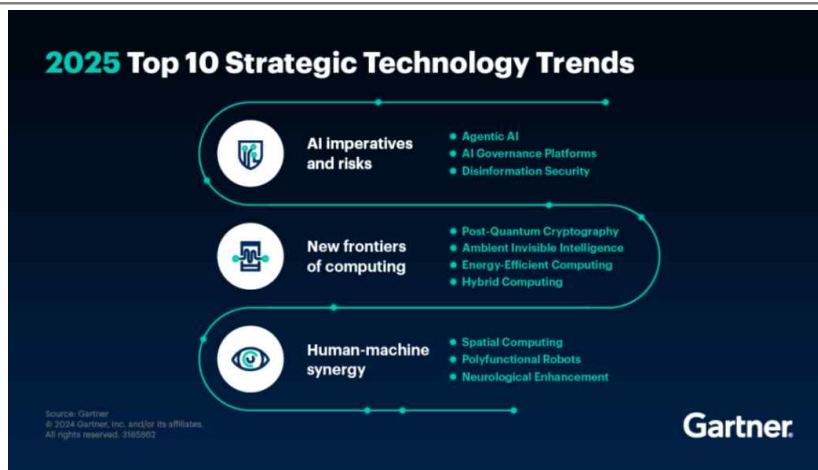 2025 Top 10 Strategic Technology Trends
AI imperatives
and risks
Agentic AI
AI Governance Platforms
Disinformation Security
New frontiers
of computing
Post-Quantum Cryptography
Ambient Invisible Intelligence
Energy-Efficient Computing
Hybrid Computing
Human-machine
synergy
Spatial Computing
Polyfunctional Robots
Neurological Enhancement
Source: Gartner
© 2024 Gartner, Inc. and/or its affiliates.
All rights reserved. 3185862
Gartner